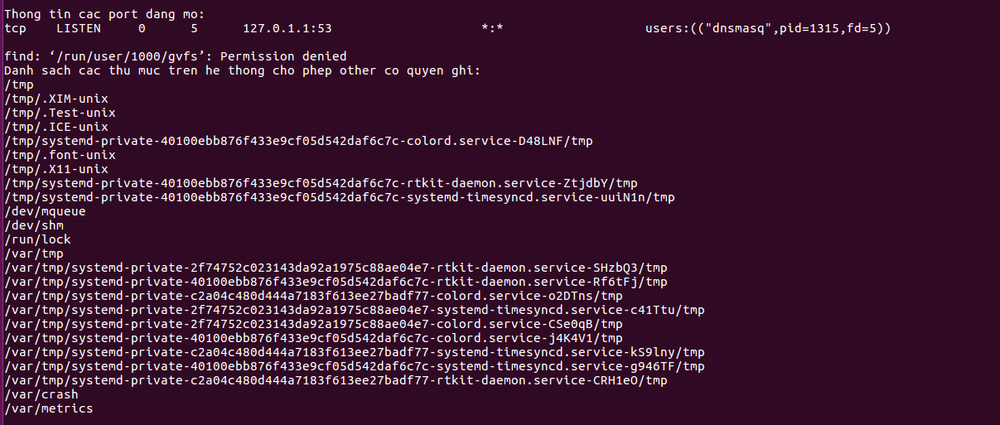 Thong tin cac port dang mo:
tcp    LISTEN     0      5      127.0.1.1:53                    *:*                   users:(("dnsmasq",pid=1315,fd=5))
find: ‘/run/user/1000/gvfs’: Permission denied
Danh sach cac thu muc tren he thong cho phep other co quyen ghi:
/tmp
/tmp/.XIM-unix
/tmp/.Test-unix
/tmp/.ICE-unix
/tmp/systemd-private-40100ebb876f433e9cf05d542daf6c7c-colord.service-D48LNF/tmp
/tmp/.font-unix
/tmp/.X11-unix
/tmp/systemd-private-40100ebb876f433e9cf05d542daf6c7c-rtkit-daemon.service-ZtjdbY/tmp
/tmp/systemd-private-40100ebb876f433e9cf05d542daf6c7c-systemd-timesyncd.service-uuiN1n/tmp
/dev/mqueue
/dev/shm
/run/lock
/var/tmp
/var/tmp/systemd-private-2f74752c023143da92a1975c88ae04e7-rtkit-daemon.service-SHzbQ3/tmp
/var/tmp/systemd-private-40100ebb876f433e9cf05d542daf6c7c-rtkit-daemon.service-Rf6tFj/tmp
/var/tmp/systemd-private-c2a04c480d444a7183f613ee27badf77-colord.service-o2DTns/tmp
/var/tmp/systemd-private-2f74752c023143da92a1975c88ae04e7-systemd-timesyncd.service-c41Ttu/tmp
/var/tmp/systemd-private-2f74752c023143da92a1975c88ae04e7-colord.service-CSe0qB/tmp
/var/tmp/systemd-private-40100ebb876f433e9cf05d542daf6c7c-colord.service-j4K4V1/tmp
/var/tmp/systemd-private-c2a04c480d444a7183f613ee27badf77-systemd-timesyncd.service-kS9lny/tmp
/var/tmp/systemd-private-40100ebb876f433e9cf05d542daf6c7c-systemd-timesyncd.service-g946TF/tmp
/var/tmp/systemd-private-c2a04c480d444a7183f613ee27badf77-rtkit-daemon.service-CRH1eO/tmp
/var/crash
/var/metrics